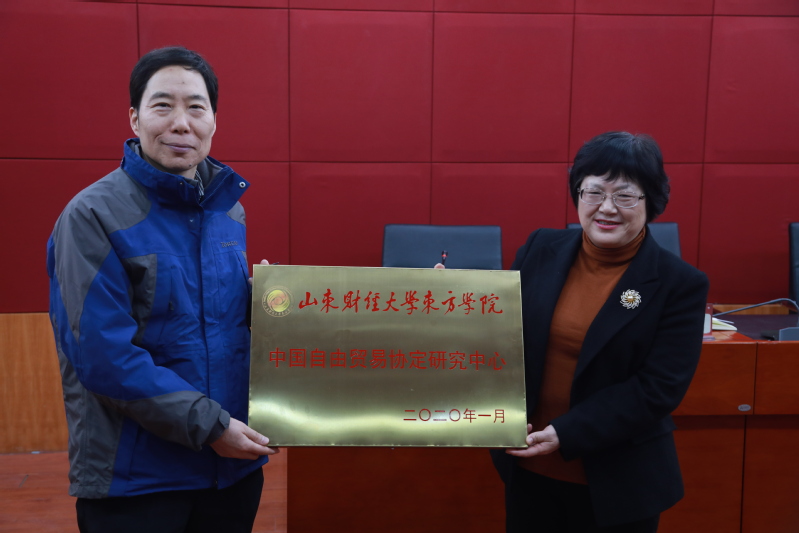 山东财经大学东方学院
中国自由贸易协定研究中心
二〇二〇年一月